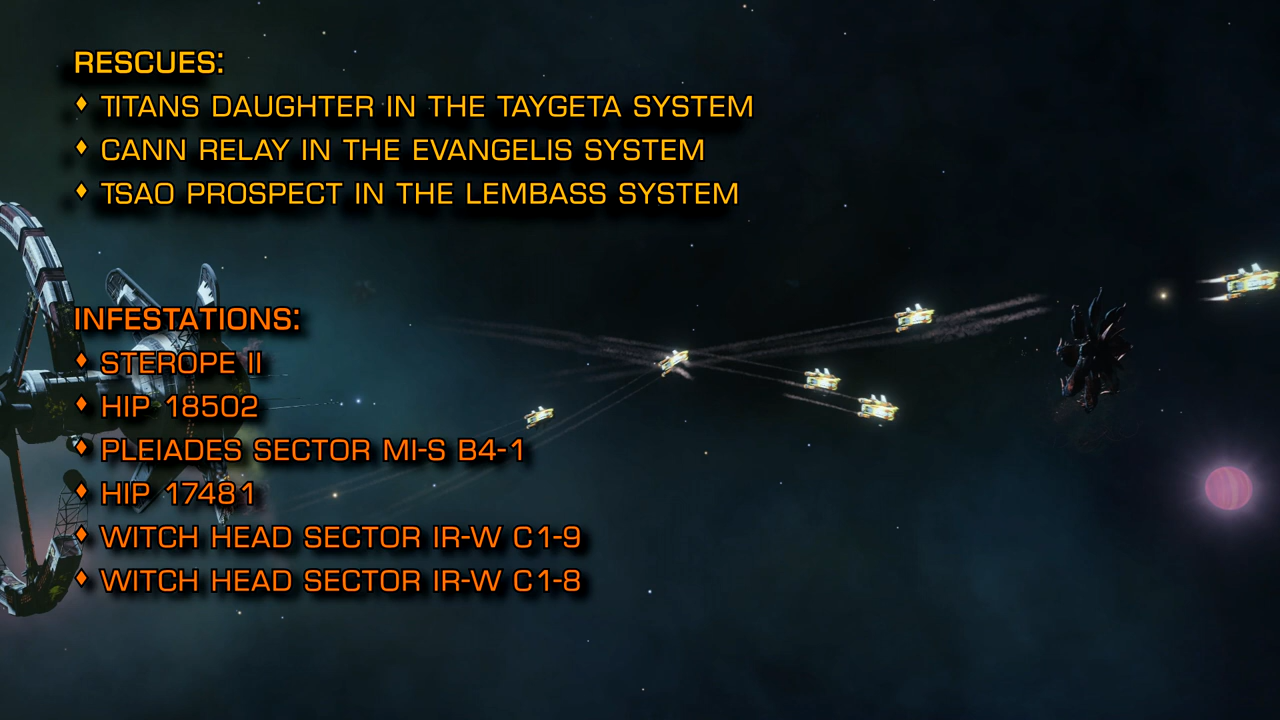 RESCUES:
♦ TITANS DAUGHTER IN THE TAYGETA SYSTEM
♦ CANN RELAY IN THE EVANGELIS SYSTEM
♦ TSAO PROSPECT IN THE LEMBASS SYSTEM
INFESTATIONS:
♦ STEROPE II
♦ HIP 18502
♦ PLEIADES SECTOR MI-S B4-1
♦ HIP 17481
♦ WITCH HEAD SECTOR IR-W C1-9
♦ WITCH HEAD SECTOR IR-W C1-8